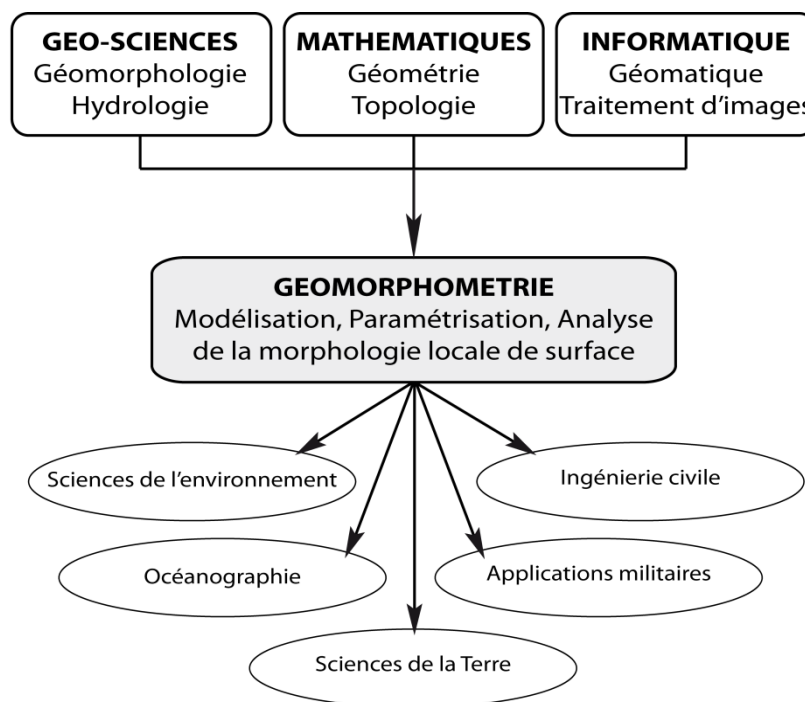 GEO-SCIENCES
Géomorphologie
Hydrologie
MATHEMATIQUES
Géométrie
Topologie
INFORMATIQUE
Géomatique
Traitement d'images
GEOMORPHOMETRIE
Modélisation, Paramétrisation, Analyse
de la morphologie locale de surface
Sciences de l'environnement
Ingénierie civile
Océanographie
Applications militaires
Sciences de la Terre